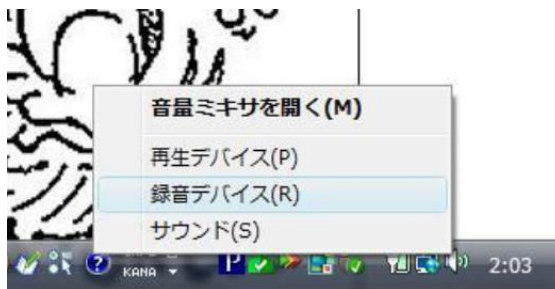 音量ミキサを開く(M)
再生デバイス(P)
録音デバイス(R)
サウンド(S)
?
KANA
P
2:03